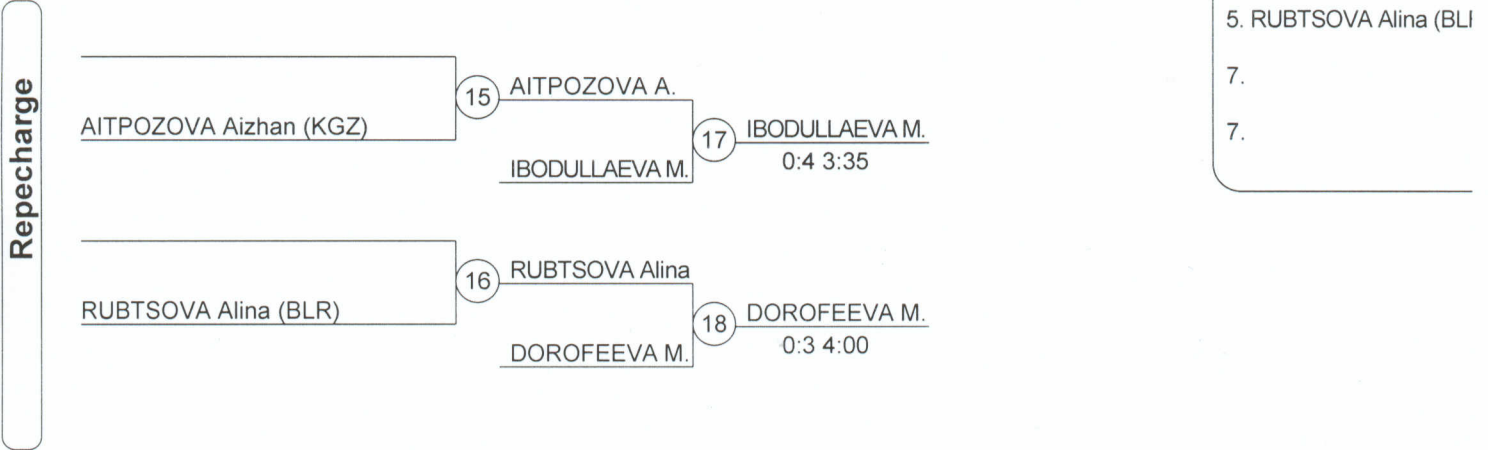 Repecharge
AITPOZOVA Aizhan (KGZ)
15
AITPOZOVA A.
IBODULLAEVA M.
17
IBODULLAEVA M.
0:4 3:35
RUBTSOVA Alina (BLR)
16
RUBTSOVA Alina
DOROFEEVA M.
18
DOROFEEVA M.
0:3 4:00
5. RUBTSOVA Alina
7.
7.